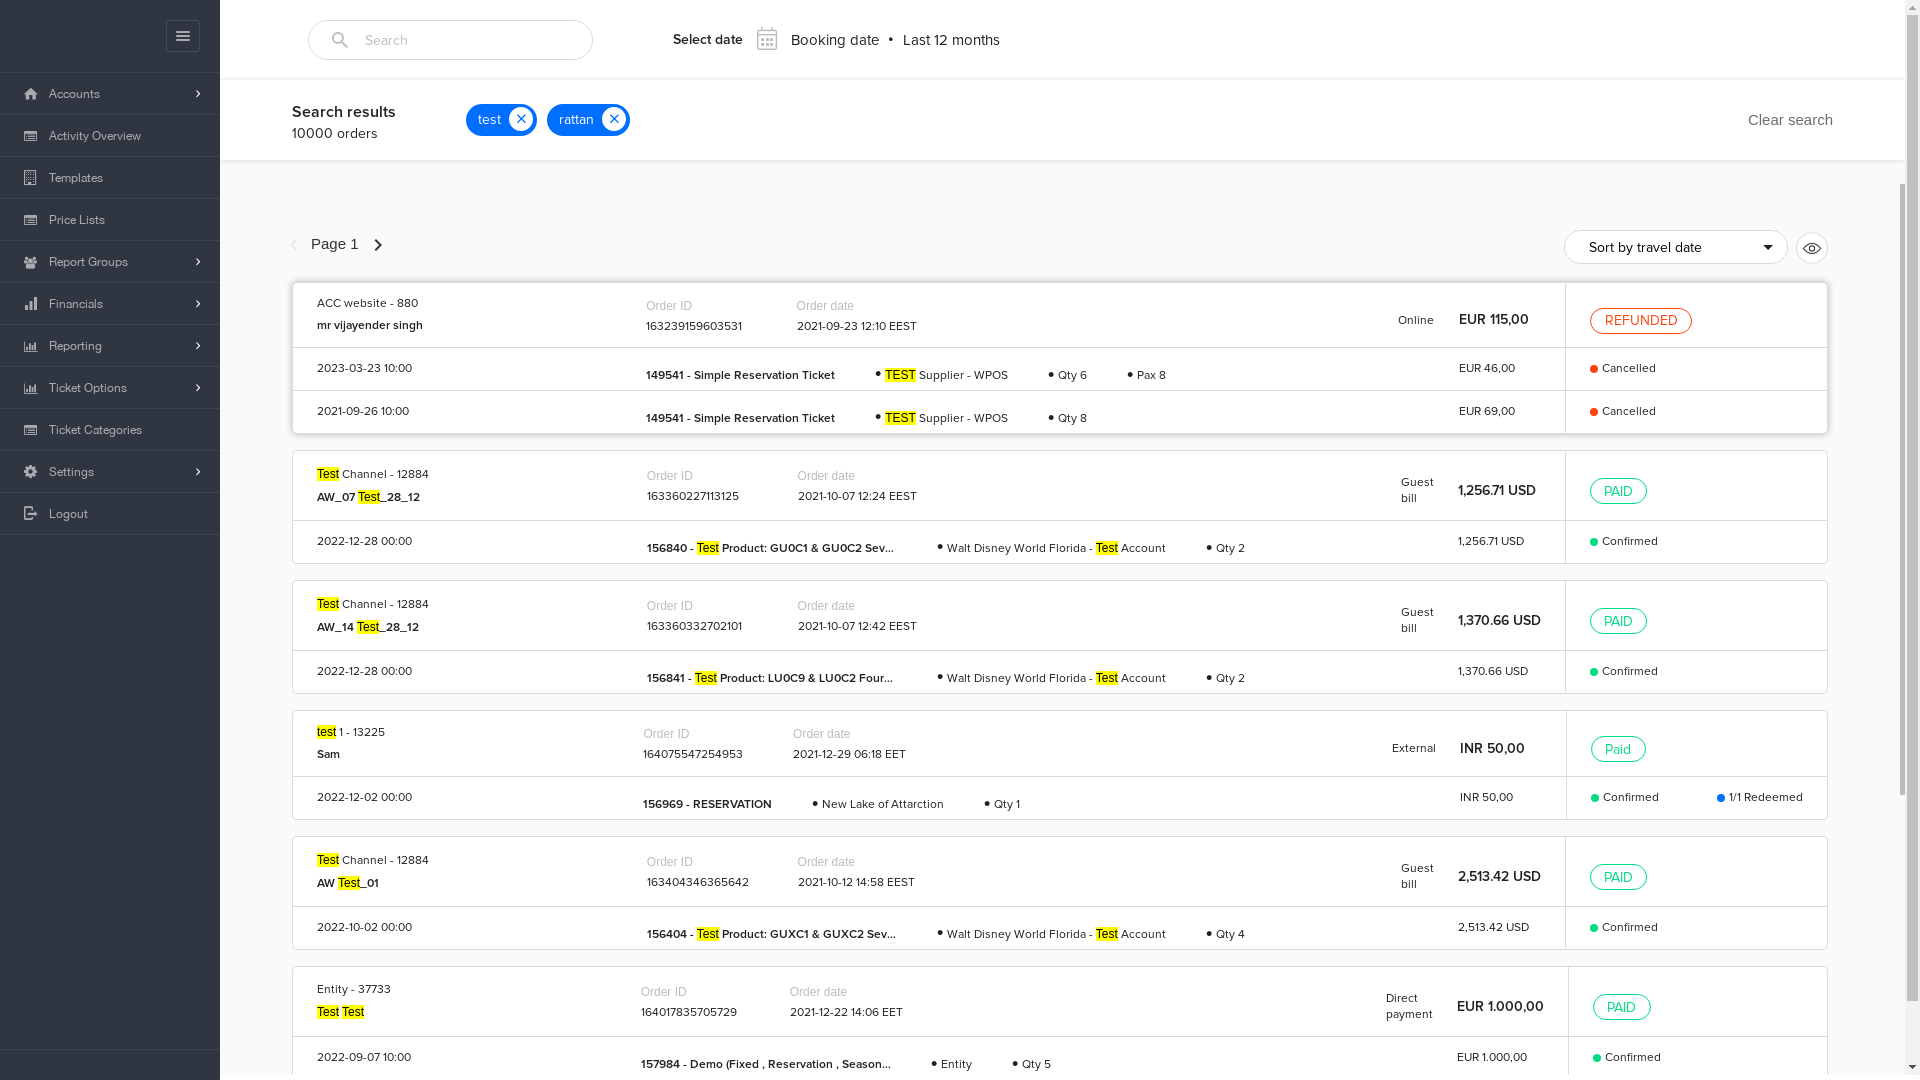 Search
Select date
Booking date • Last 12 months
Accounts
Activity Overview
Templates
Price Lists
Report Groups
Financials
Reporting
Ticket Options
Ticket Categories
Settings
Logout
Search results
10000 orders
test
rattan
Clear search
Page 1
Sort by travel date
ACC website - 880
mr vijayender singh
Order ID
163239159603531
Order date
2021-09-23 12:10 EEST
Online
EUR 115,00
REFUNDED
2023-03-23 10:00
149541 - Simple Reservation Ticket
• TEST Supplier - WPOS
• Qty 6
• Pax 8
EUR 46,00
Cancelled
2021-09-26 10:00
149541 - Simple Reservation Ticket
• TEST Supplier - WPOS
• Qty 8
EUR 69,00
Cancelled
Test Channel - 12884
AW_07 Test_28_12
Order ID
163360227113125
Order date
2021-10-07 12:24 EEST
Guest
bill
1,256.71 USD
PAID
2022-12-28 00:00
156840 - Test Product: GU0C1 & GU0C2 Sev...
• Walt Disney World Florida - Test Account
• Qty 2
1,256.71 USD
Confirmed
Test Channel - 12884
AW_14 Test_28_12
Order ID
163360332702101
Order date
2021-10-07 12:42 EEST
Guest
bill
1,370.66 USD
PAID
2022-12-28 00:00
156841 - Test Product: LU0C9 & LU0C2 Four...
• Walt Disney World Florida - Test Account
• Qty 2
1,370.66 USD
Confirmed
test 1 - 13225
Sam
Order ID
164075547254953
Order date
2021-12-29 06:18 EET
External
INR 50,00
Paid
2022-12-02 00:00
156969 - RESERVATION
• New Lake of Attarction
• Qty 1
INR 50,00
Confirmed
1/1 Redeemed
Test Channel - 12884
AW Test_01
Order ID
163404346365642
Order date
2021-10-12 14:58 EEST
Guest
bill
2,513.42 USD
PAID
2022-10-02 00:00
156404 - Test Product: GUXC1 & GUXC2 Sev...
• Walt Disney World Florida - Test Account
• Qty 4
2,513.42 USD
Confirmed
Entity - 37733
Test Test
Order ID
164017835705729
Order date
2021-12-22 14:06 EET
Direct
payment
EUR 1.000,00
PAID
2022-09-07 10:00
157984 - Demo (Fixed , Reservation , Season...
• Entity
• Qty 5
EUR 1.000,00
Confirmed